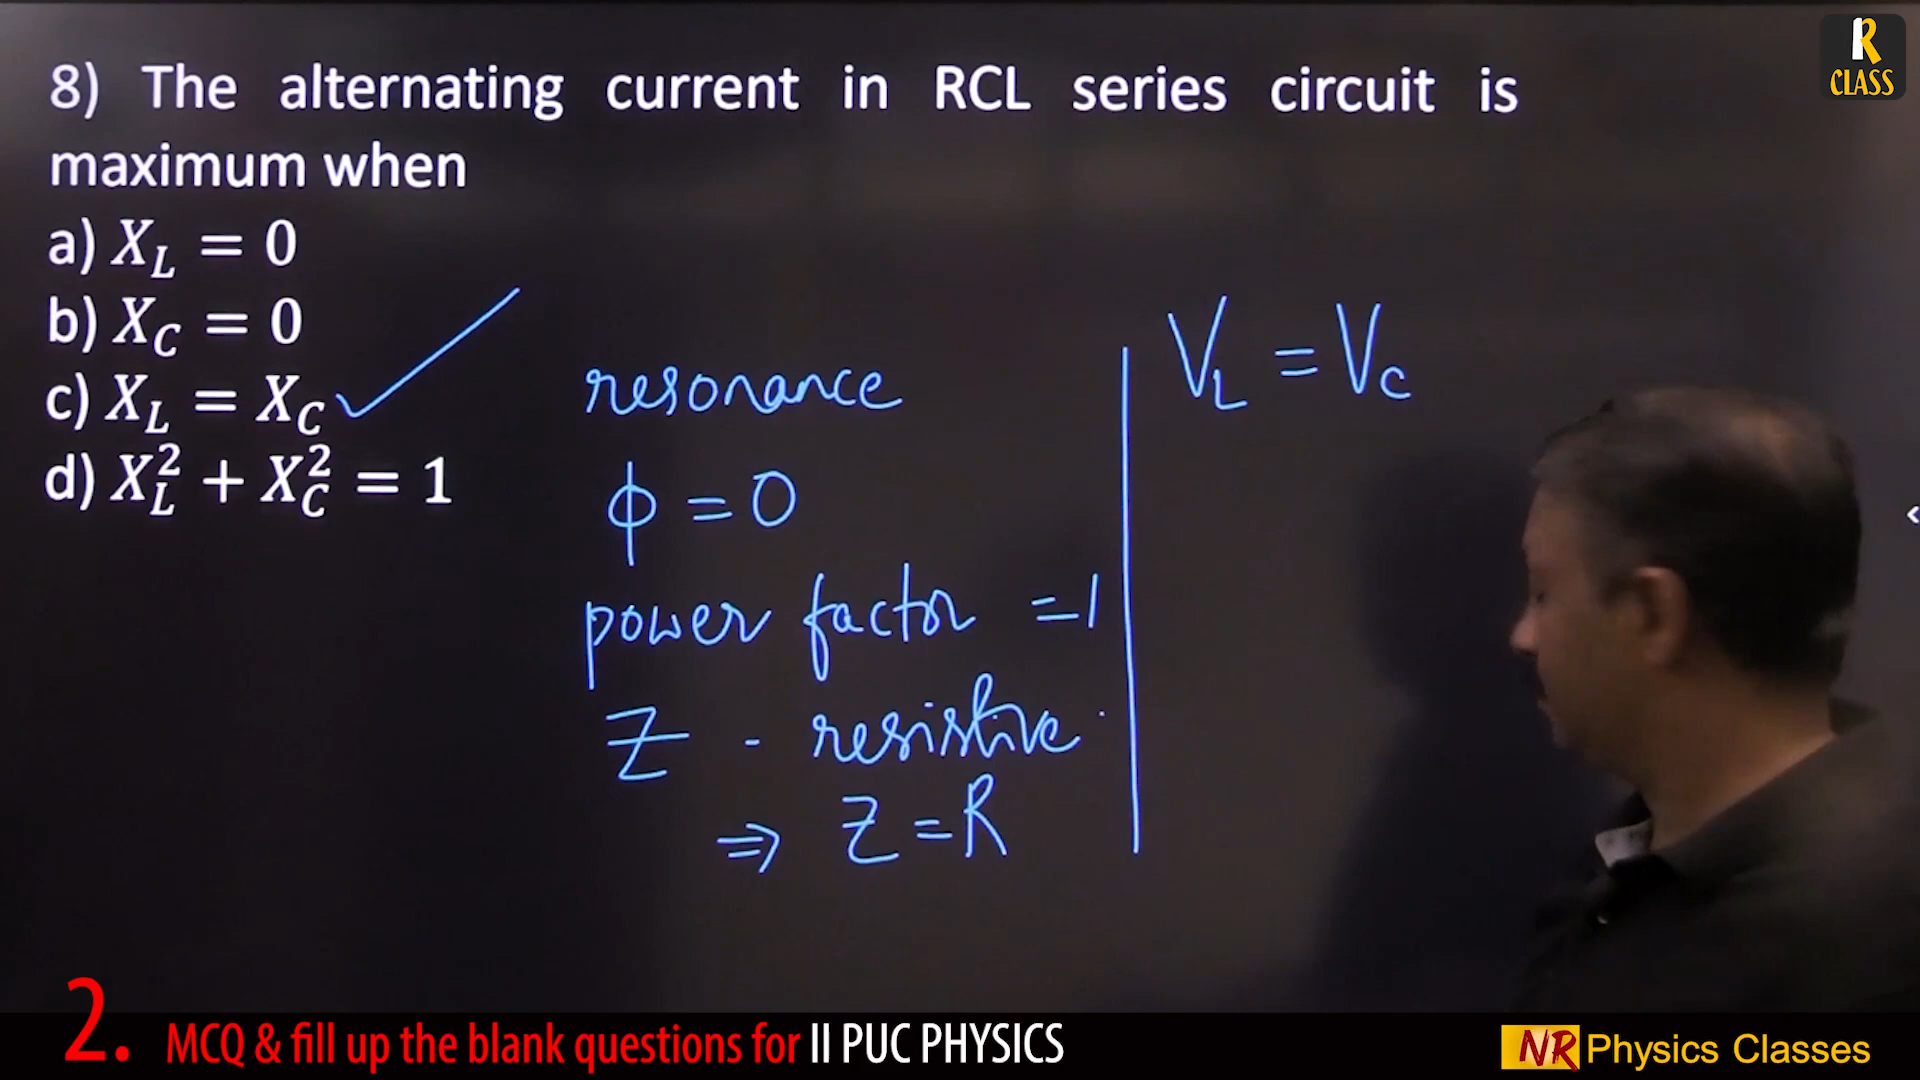 8) The alternating current in RCL series circuit is
maximum when
a) X_L = 0
b) X_C = 0
c) X_L = X_C
d) X_L^2 + X_C^2 = 1
resonance
ϕ = 0
power factor = 1
Z - resistive
⇒ Z = R
V_L = V_C
R
CLASS
2. MCQ & fill up the blank questions for II PUC PHYSICS
NR Physics Classes